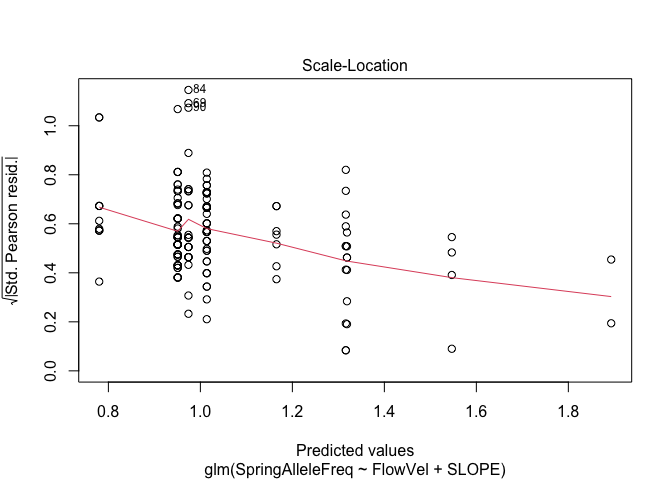 Scale-Location
84
69
90
√|Std. Pearson resid.|
0.0
0.2
0.4
0.6
0.8
1.0
0.8 1.0 1.2 1.4 1.6 1.8
Predicted values
glm(SpringAlleleFreq ~ FlowVel + SLOPE)